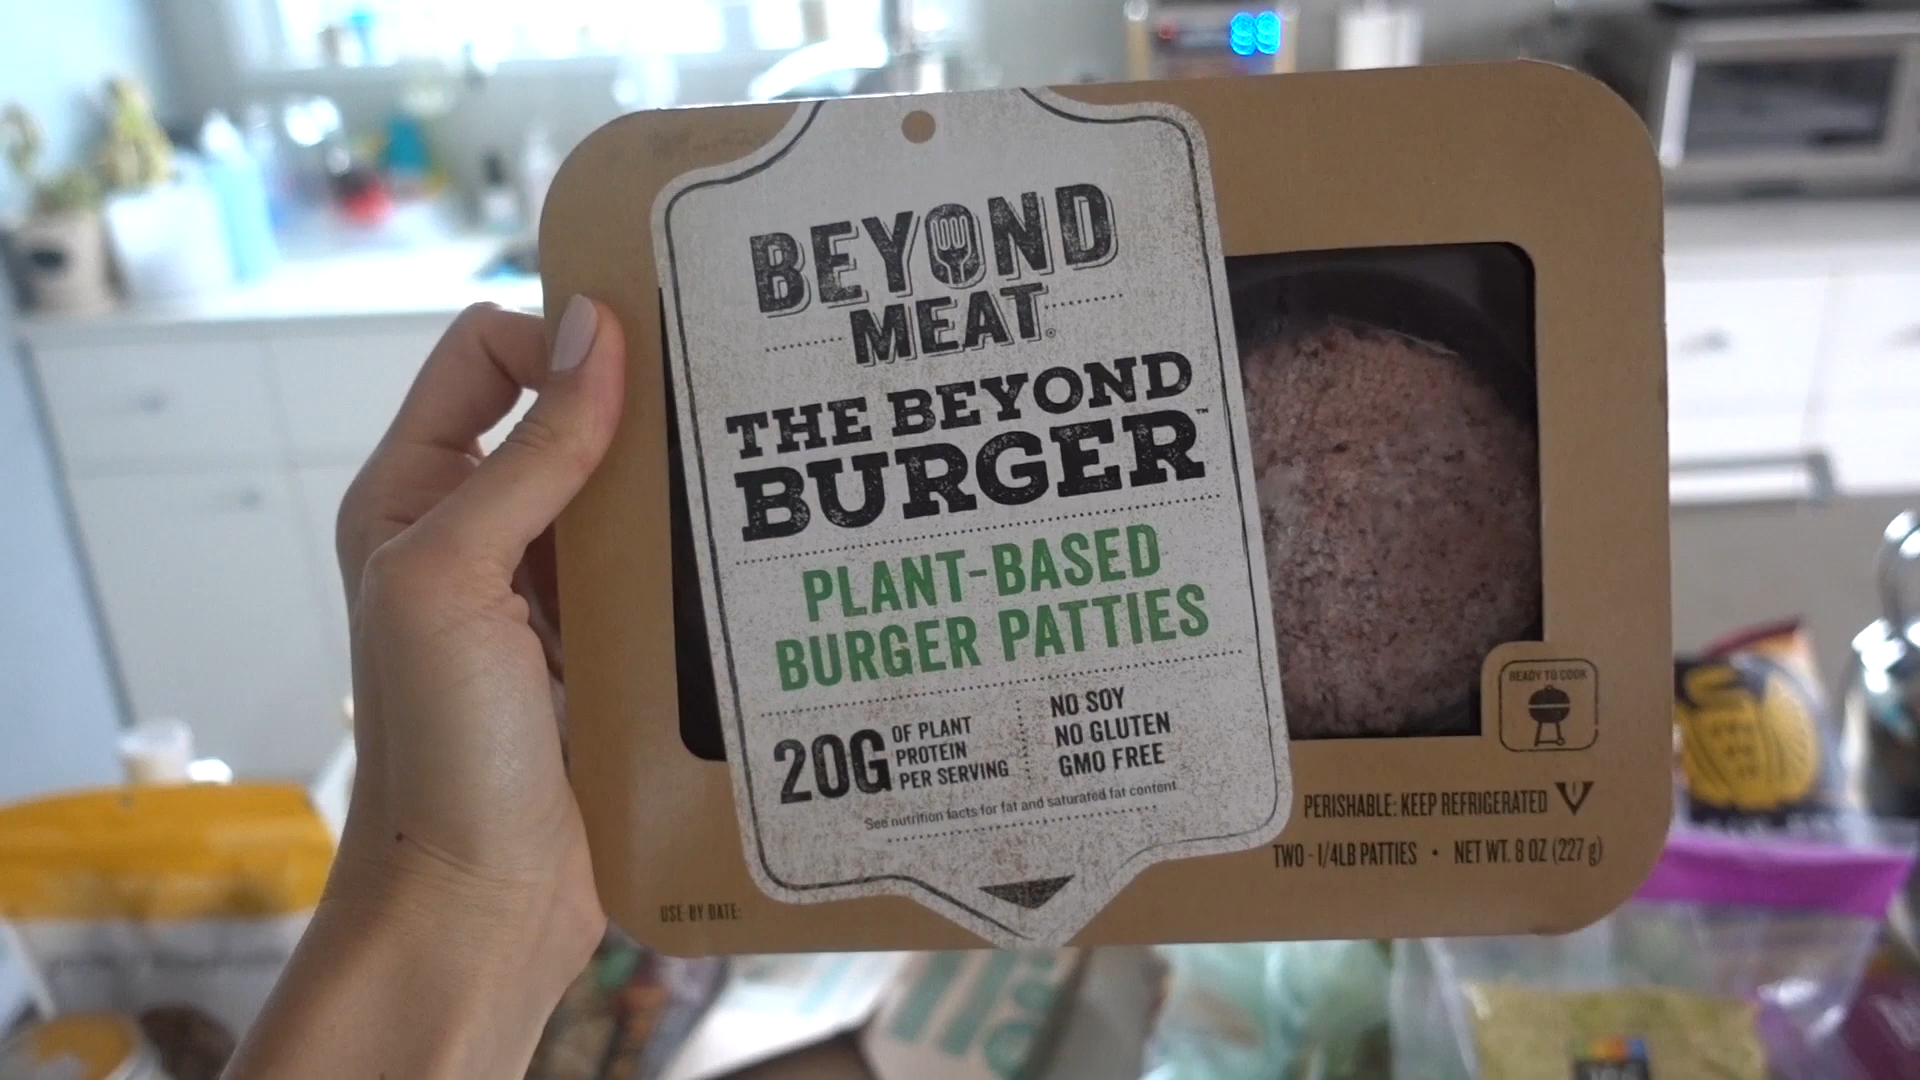 BEYOND
MEAT®
THE BEYOND
BURGER™
PLANT-BASED
BURGER PATTIES
20G
OF PLANT
PROTEIN
PER SERVING
NO SOY
NO GLUTEN
GMO FREE
See nutrition facts for fat and saturated fat content
READY TO COOK
PERISHABLE: KEEP REFRIGERATED
TWO - 1/4LB PATTIES • NET WT. 8 OZ (227 g)
USE BY DATE: